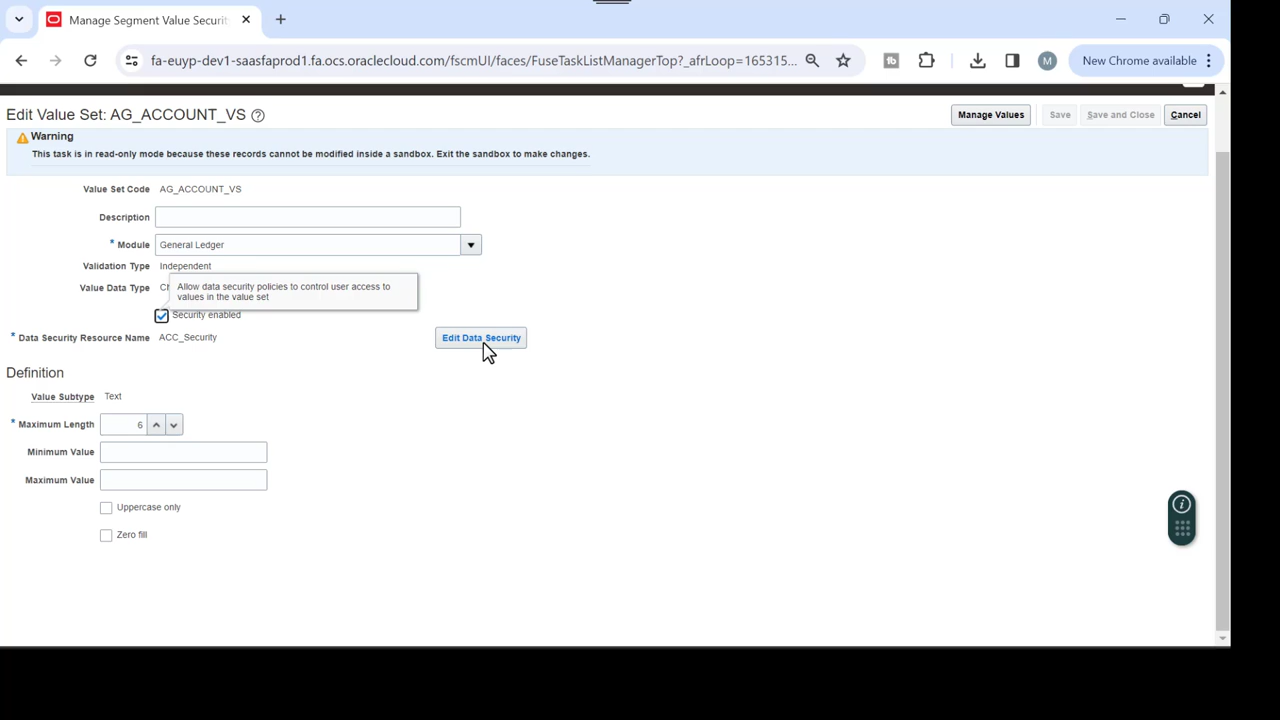 Manage Segment Value Securit
fa-euyp-dev1-saasfaprod1.fa.ocs.oraclecloud.com/fscmUI/faces/FuseTaskListManagerTop?_afrLoop=165315...
M
New Chrome available
Edit Value Set: AG_ACCOUNT_VS
Manage Values
Save
Save and Close
Cancel
Warning
This task is in read-only mode because these records cannot be modified inside a sandbox. Exit the sandbox to make changes.
Value Set Code AG_ACCOUNT_VS
Description
* Module General Ledger
Validation Type Independent
Value Data Type
Allow data security policies to control user access to
values in the value set
Security enabled
* Data Security Resource Name ACC_Security
Edit Data Security
Definition
Value Subtype Text
* Maximum Length 6
Minimum Value
Maximum Value
Uppercase only
Zero fill